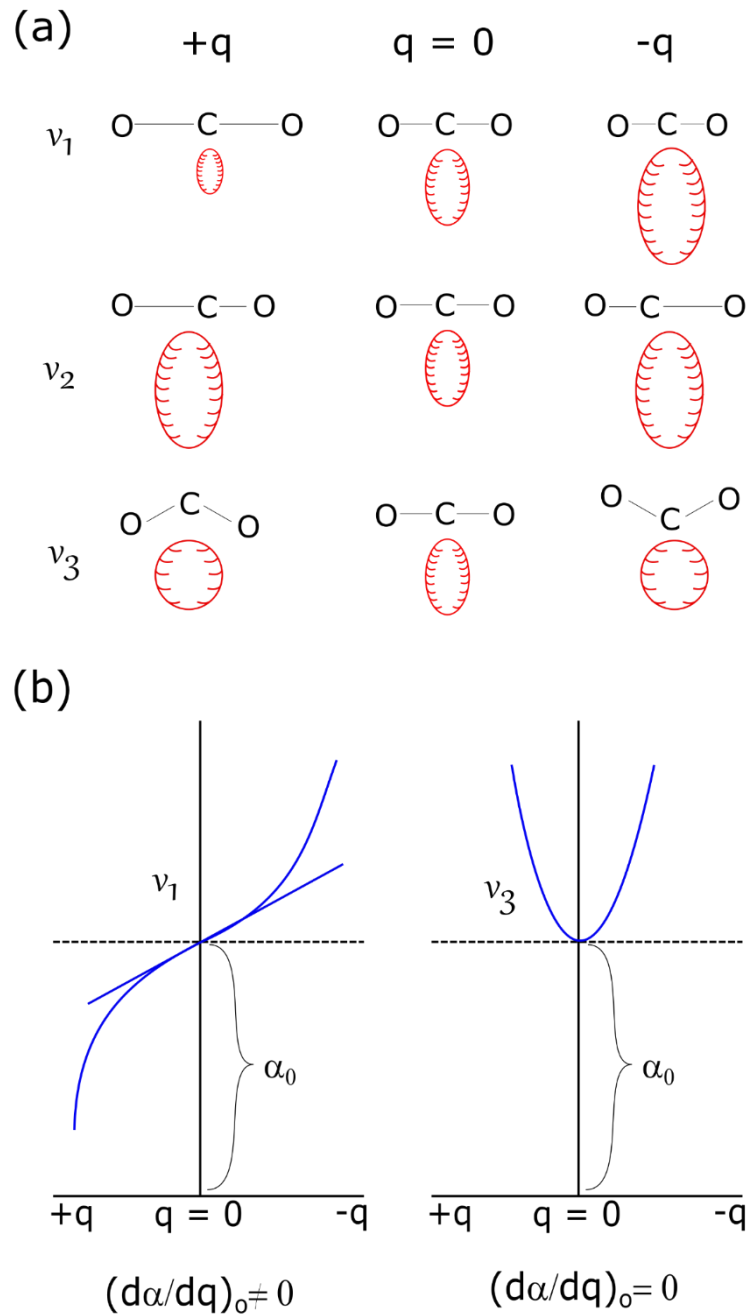 (a)
+q q = 0 -q
ν1 O C O O C O O C O
ν2 O C O O C O O C O
ν3 O C O O C O O C O
(b)
ν1 ν3
α0 α0
+q q = 0 -q +q q = 0 -q
(dα/dq)o ≠ 0 (dα/dq)o = 0